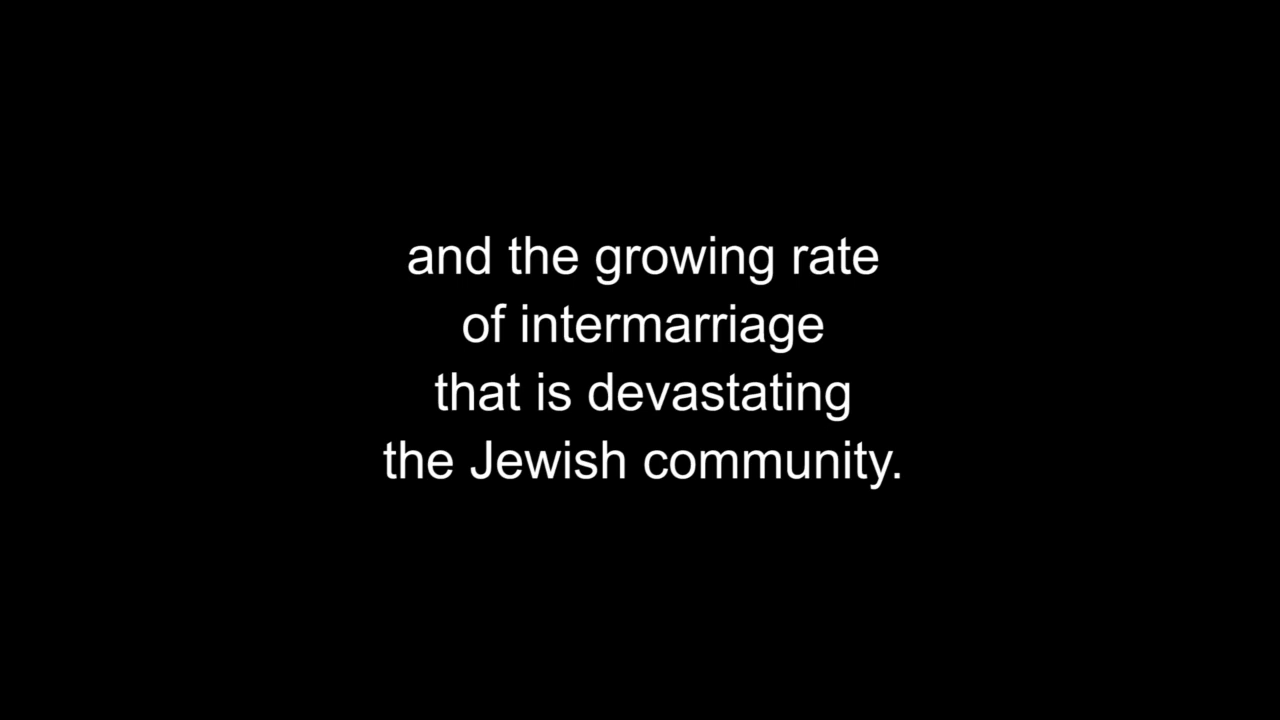 and the growing rate
of intermarriage
that is devastating
the Jewish community.